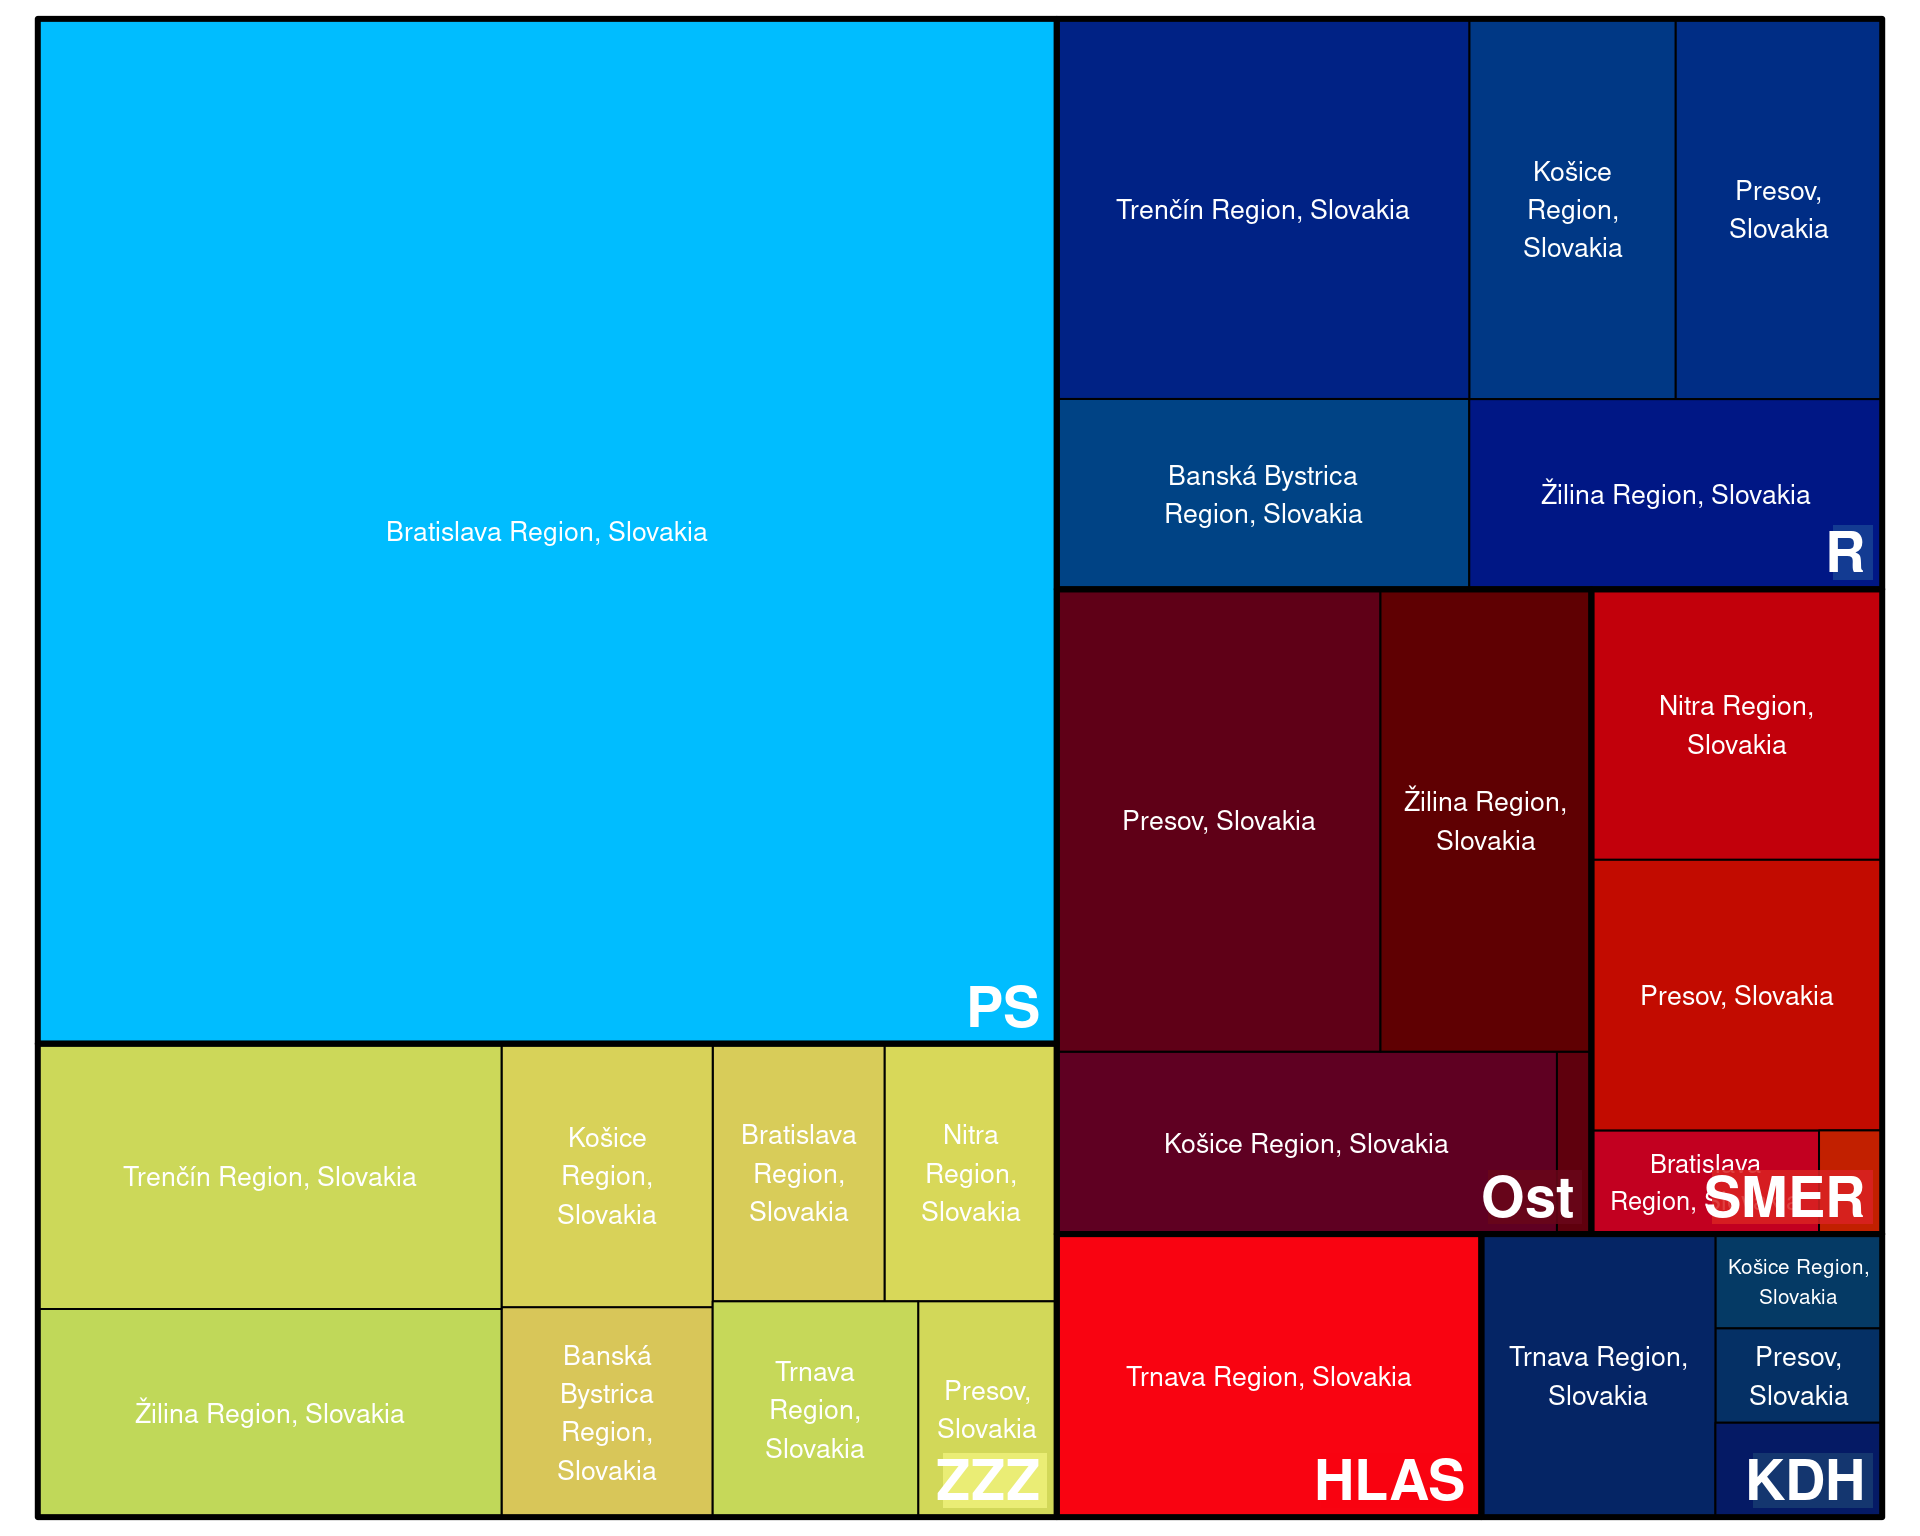 Bratislava Region, Slovakia
PS
Trenčín Region, Slovakia
Košice
Region,
Slovakia
Presov,
Slovakia
Banská Bystrica
Region, Slovakia
Žilina Region, Slovakia
R
Presov, Slovakia
Žilina Region,
Slovakia
Košice Region, Slovakia
Ost
Nitra Region,
Slovakia
Presov, Slovakia
Bratislava
Region,
SMER
Trenčín Region, Slovakia
Košice
Region,
Slovakia
Bratislava
Region,
Slovakia
Nitra
Region,
Slovakia
Žilina Region, Slovakia
Banská
Bystrica
Region,
Slovakia
Trnava
Region,
Slovakia
Presov,
Slovakia
ZZZ
Trnava Region, Slovakia
HLAS
Trnava Region,
Slovakia
Košice Region,
Slovakia
Presov,
Slovakia
KDH